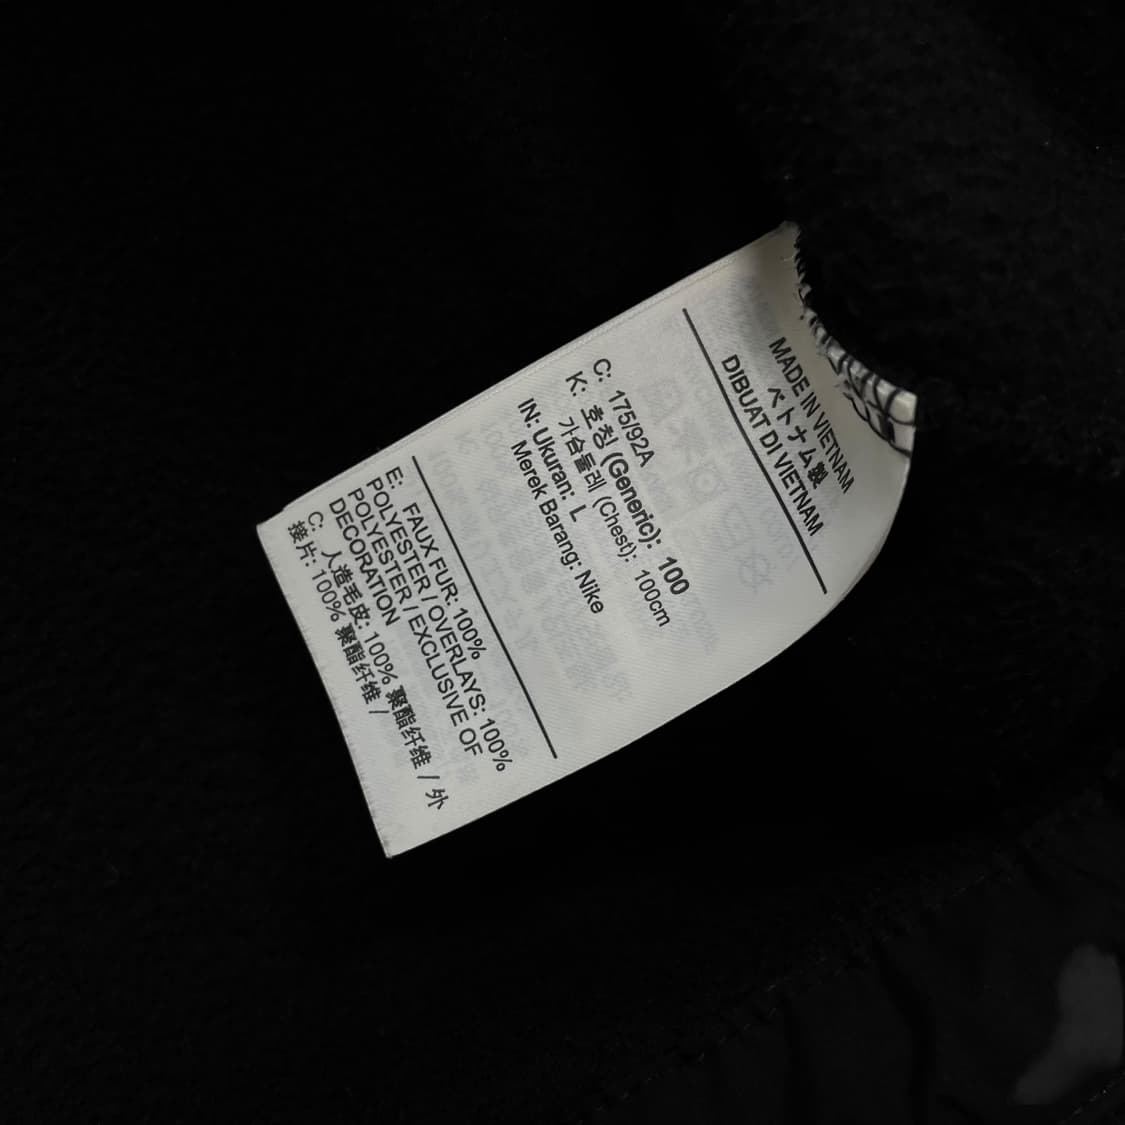 MADE IN VIETNAM
ベトナム製
DIBUAT DI VIETNAM
C: 175/92A
K: 호칭 (Generic): 100
가슴둘레 (Chest): 100cm
IN: Ukuran: L
Merek Barang: Nike
E: FAUX FUR: 100%
POLYESTER / OVERLAYS: 100%
POLYESTER / EXCLUSIVE OF
DECORATION
C: 人造毛皮: 100% 聚酯纤维 / 外
接片: 100% 聚酯纤维 /